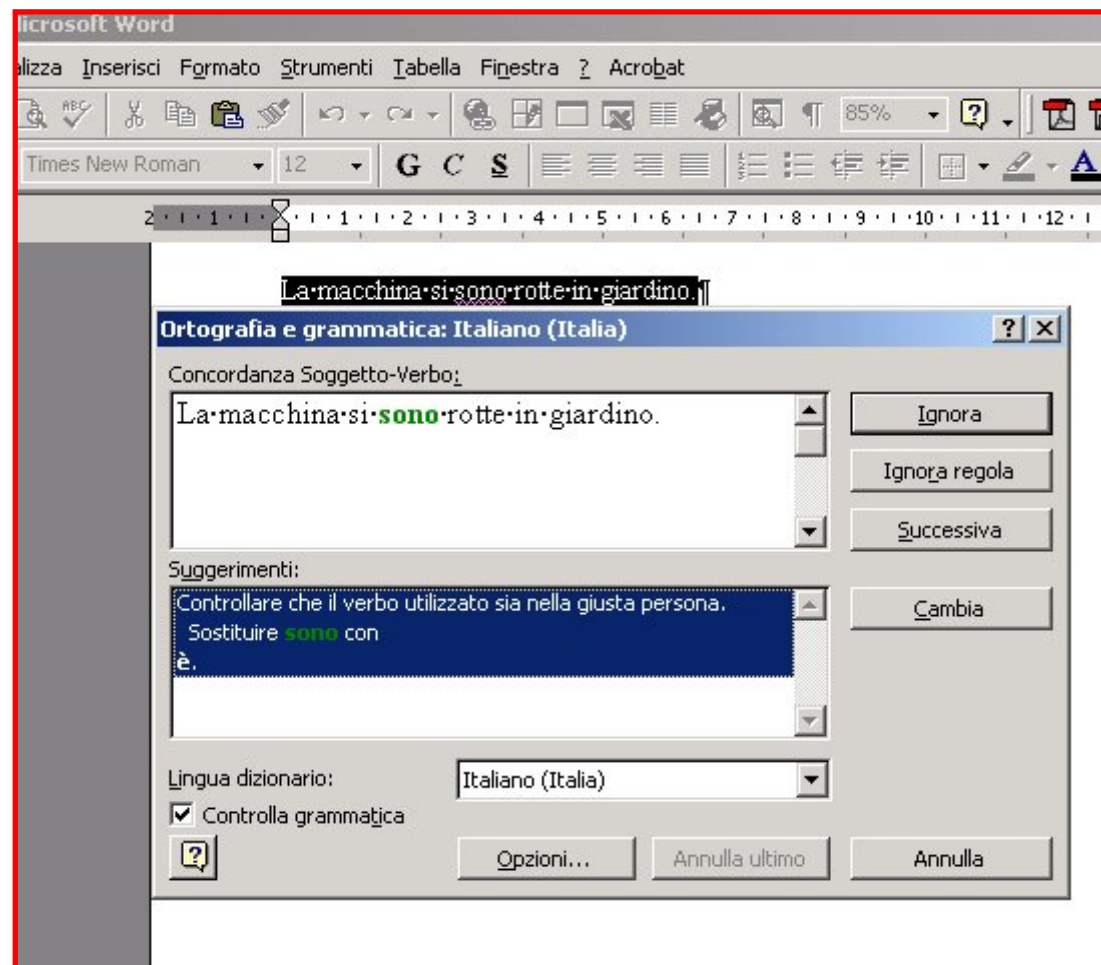 Microsoft Word
alizza Inserisci Formato Strumenti Tabella Finestra ? Acrobat
ABC 85% ?
Times New Roman 12 G C S A
2 1 1 2 3 4 5 6 7 8 9 10 11 12
La·macchina·si·sono·rotte·in·giardino.¶
Ortografia e grammatica: Italiano (Italia)
Concordanza Soggetto-Verbo:
La·macchina·si·sono·rotte·in·giardino.
Ignora
Ignora regola
Successiva
Suggerimenti:
Controllare che il verbo utilizzato sia nella giusta persona.
Sostituire sono con
è.
Cambia
Lingua dizionario: Italiano (Italia)
Controlla grammatica
Opzioni... Annulla ultimo Annulla